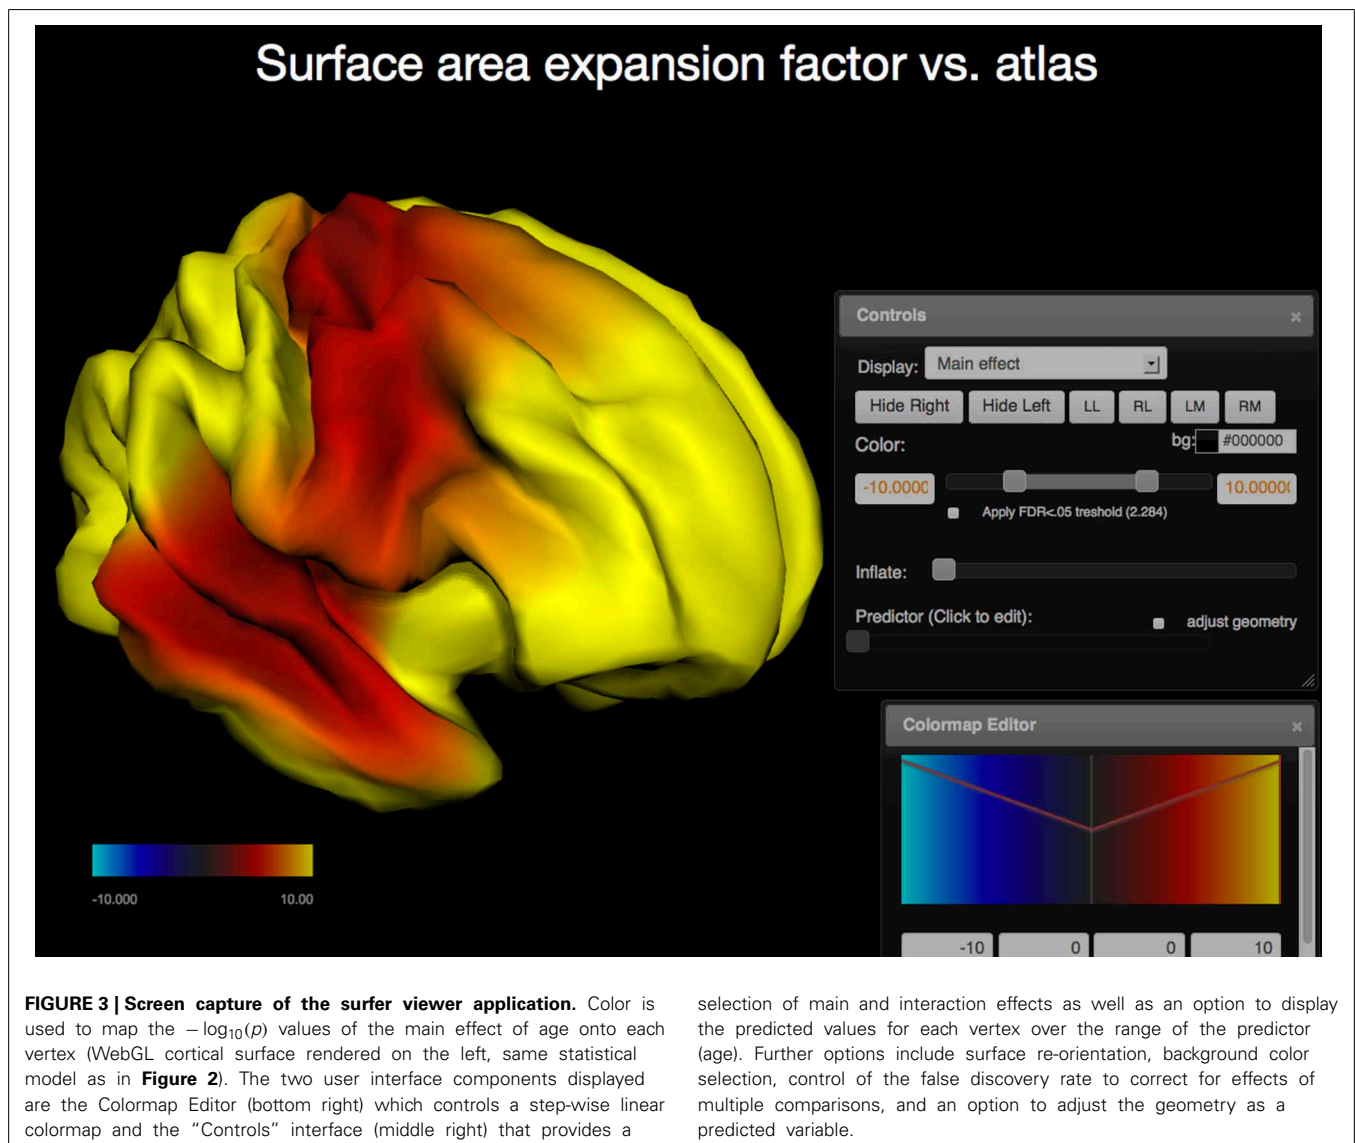 Surface area expansion factor vs. atlas
Controls ×
Display: Main effect
Hide Right Hide Left LL RL LM RM
Color: bg: #000000
-10.0000 10.0000
Apply FDR<.05 treshold (2.284)
Inflate:
Predictor (Click to edit): adjust geometry
Colormap Editor ×
-10 0 0 10
-10.000 10.00
FIGURE 3 | Screen capture of the surfer viewer application. Color is
used to map the −log10(p) values of the main effect of age onto each
vertex (WebGL cortical surface rendered on the left, same statistical
model as in Figure 2). The two user interface components displayed
are the Colormap Editor (bottom right) which controls a step-wise linear
colormap and the “Controls” interface (middle right) that provides a
selection of main and interaction effects as well as an option to display
the predicted values for each vertex over the range of the predictor
(age). Further options include surface re-orientation, background color
selection, control of the false discovery rate to correct for effects of
multiple comparisons, and an option to adjust the geometry as a
predicted variable.